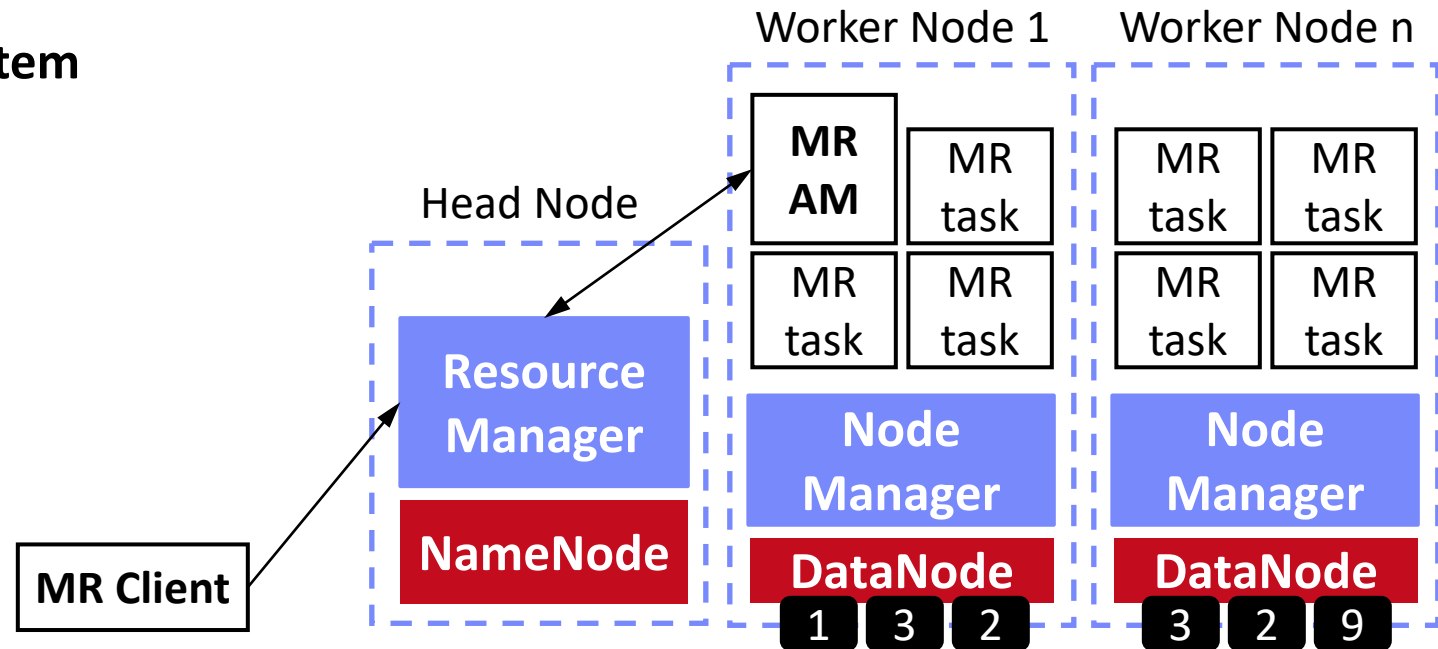 tem
Worker Node 1
Worker Node n
Head Node
MR
AM
MR
task
MR
task
MR
task
MR
task
MR
task
MR
task
MR
task
Resource
Manager
NameNode
MR Client
Node
Manager
DataNode
1 3 2
Node
Manager
DataNode
3 2 9